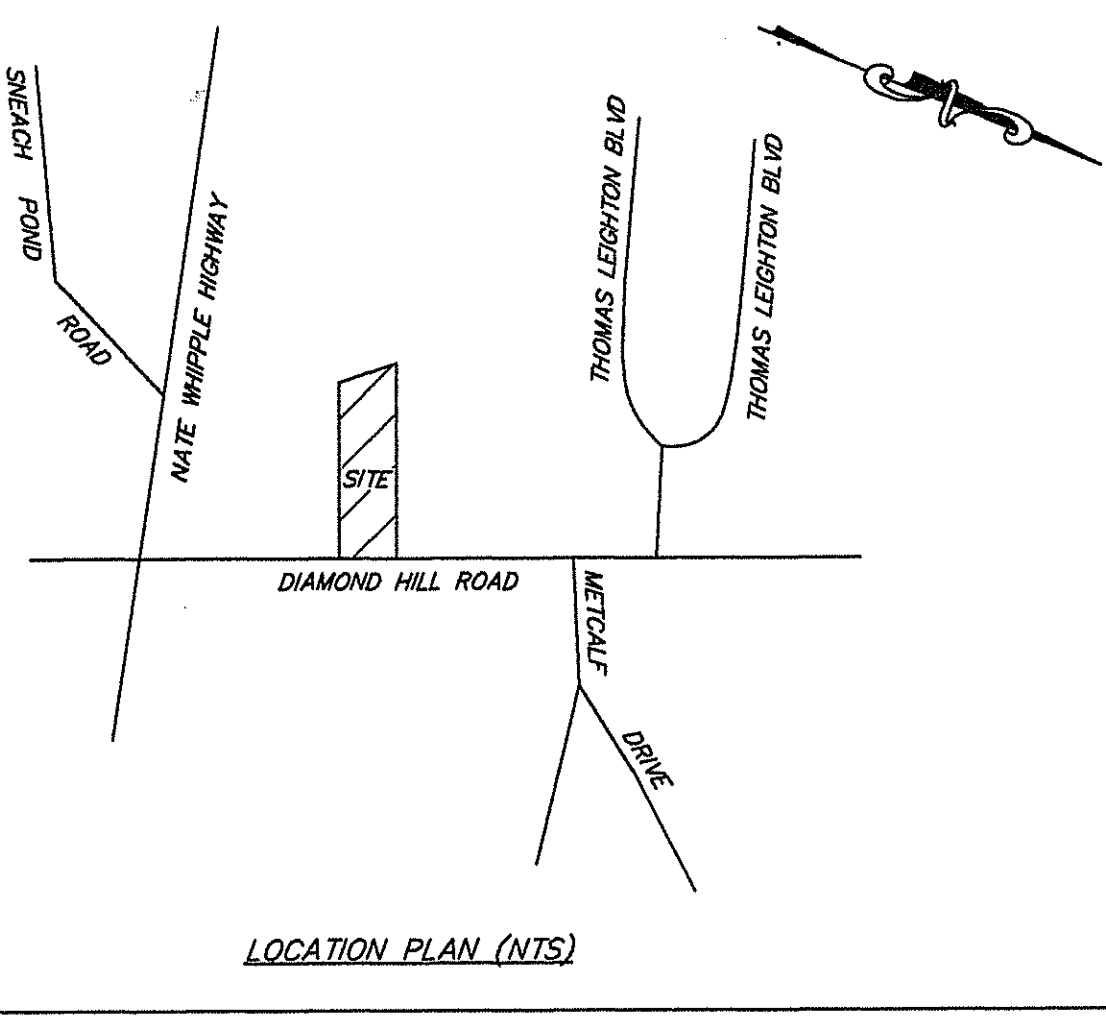 SNEACH POND
ROAD
NATE WHIPPLE HIGHWAY
THOMAS LEIGHTON BLVD
THOMAS LEIGHTON BLVD
SITE
DIAMOND HILL ROAD
METCALF
DRIVE
LOCATION PLAN (NTS)